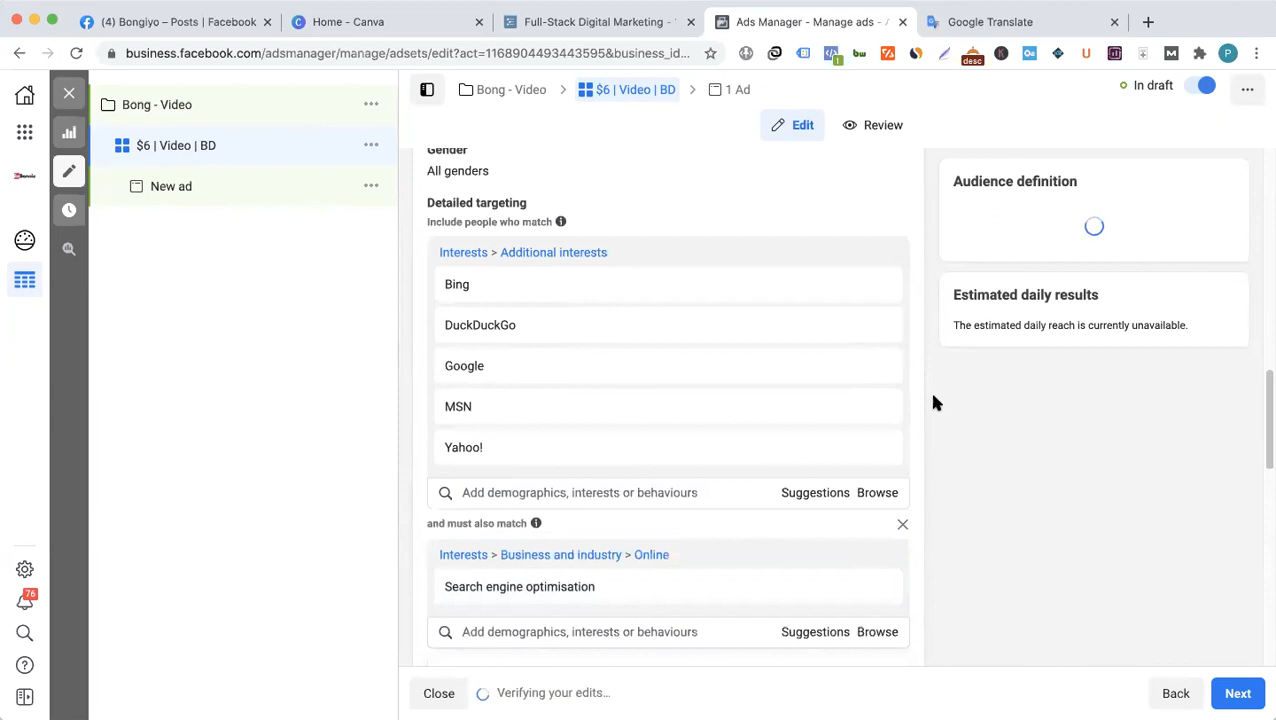 (4) Bongiyo – Posts | Facebook
Home - Canva
Full-Stack Digital Marketing -
Ads Manager - Manage ads -
Google Translate
business.facebook.com/adsmanager/manage/adsets/edit?act=1168904493443595&business_id...
1
bw
desc
K
U
M
P
Bong - Video
$6 | Video | BD
1 Ad
In draft
Edit
Review
Bong - Video
$6 | Video | BD
New ad
76
Gender
All genders
Detailed targeting
Include people who match
Interests > Additional interests
Bing
DuckDuckGo
Google
MSN
Yahoo!
Add demographics, interests or behaviours
Suggestions
Browse
and must also match
Interests > Business and industry > Online
Search engine optimisation
Add demographics, interests or behaviours
Suggestions
Browse
Audience definition
Estimated daily results
The estimated daily reach is currently unavailable.
Close
Verifying your edits...
Back
Next